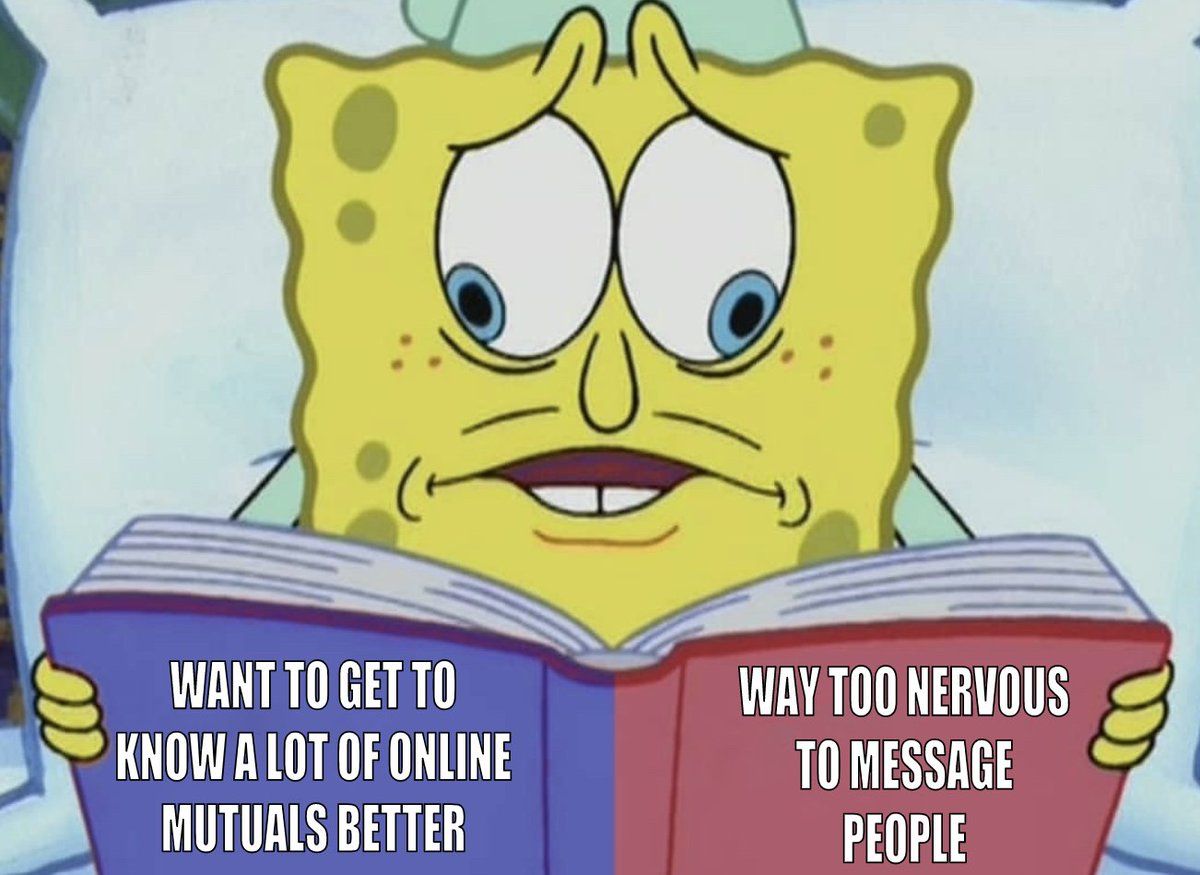 WANT TO GET TO
KNOW A LOT OF ONLINE
MUTUALS BETTER
WAY TOO NERVOUS
TO MESSAGE
PEOPLE